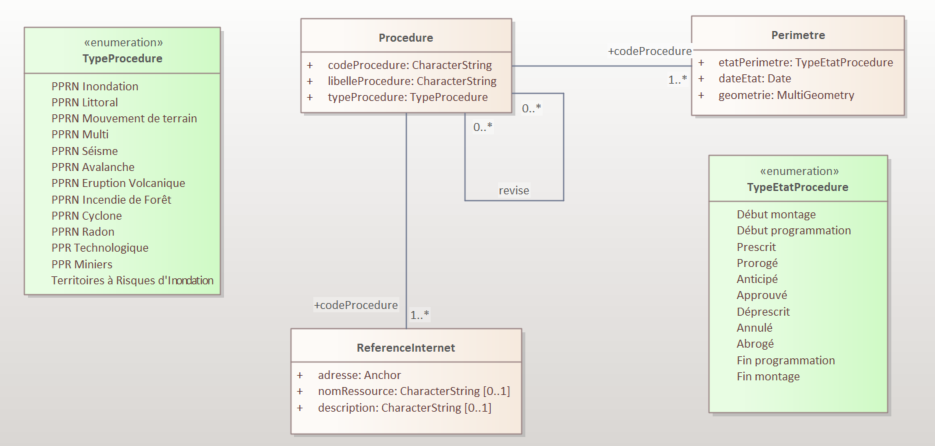 «enumeration»
TypeProcedure
PPRN Inondation
PPRN Littoral
PPRN Mouvement de terrain
PPRN Multi
PPRN Séisme
PPRN Avalanche
PPRN Eruption Volcanique
PPRN Incendie de Forêt
PPRN Cyclone
PPRN Radon
PPR Technologique
PPR Miniers
Territoires à Risques d'Inondation
Procedure
+ codeProcedure: CharacterString
+ libelleProcedure: CharacterString
+ typeProcedure: TypeProcedure
+codeProcedure
1..*
Perimetre
+ etatPerimetre: TypeEtatProcedure
+ dateEtat: Date
+ geometrie: MultiGeometry
0..*
0..*
revise
«enumeration»
TypeEtatProcedure
Début montage
Début programmation
Prescrit
Prorogé
Anticipé
Approuvé
Déprescrit
Annulé
Abrogé
Fin programmation
Fin montage
+codeProcedure
1..*
ReferenceInternet
+ adresse: Anchor
+ nomRessource: CharacterString [0..1]
+ description: CharacterString [0..1]